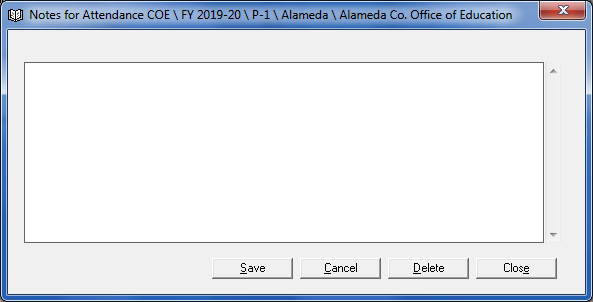 Notes for Attendance COE \ FY 2019-20 \ P-1 \ Alameda \ Alameda Co. Office of Education
Save Cancel Delete Close